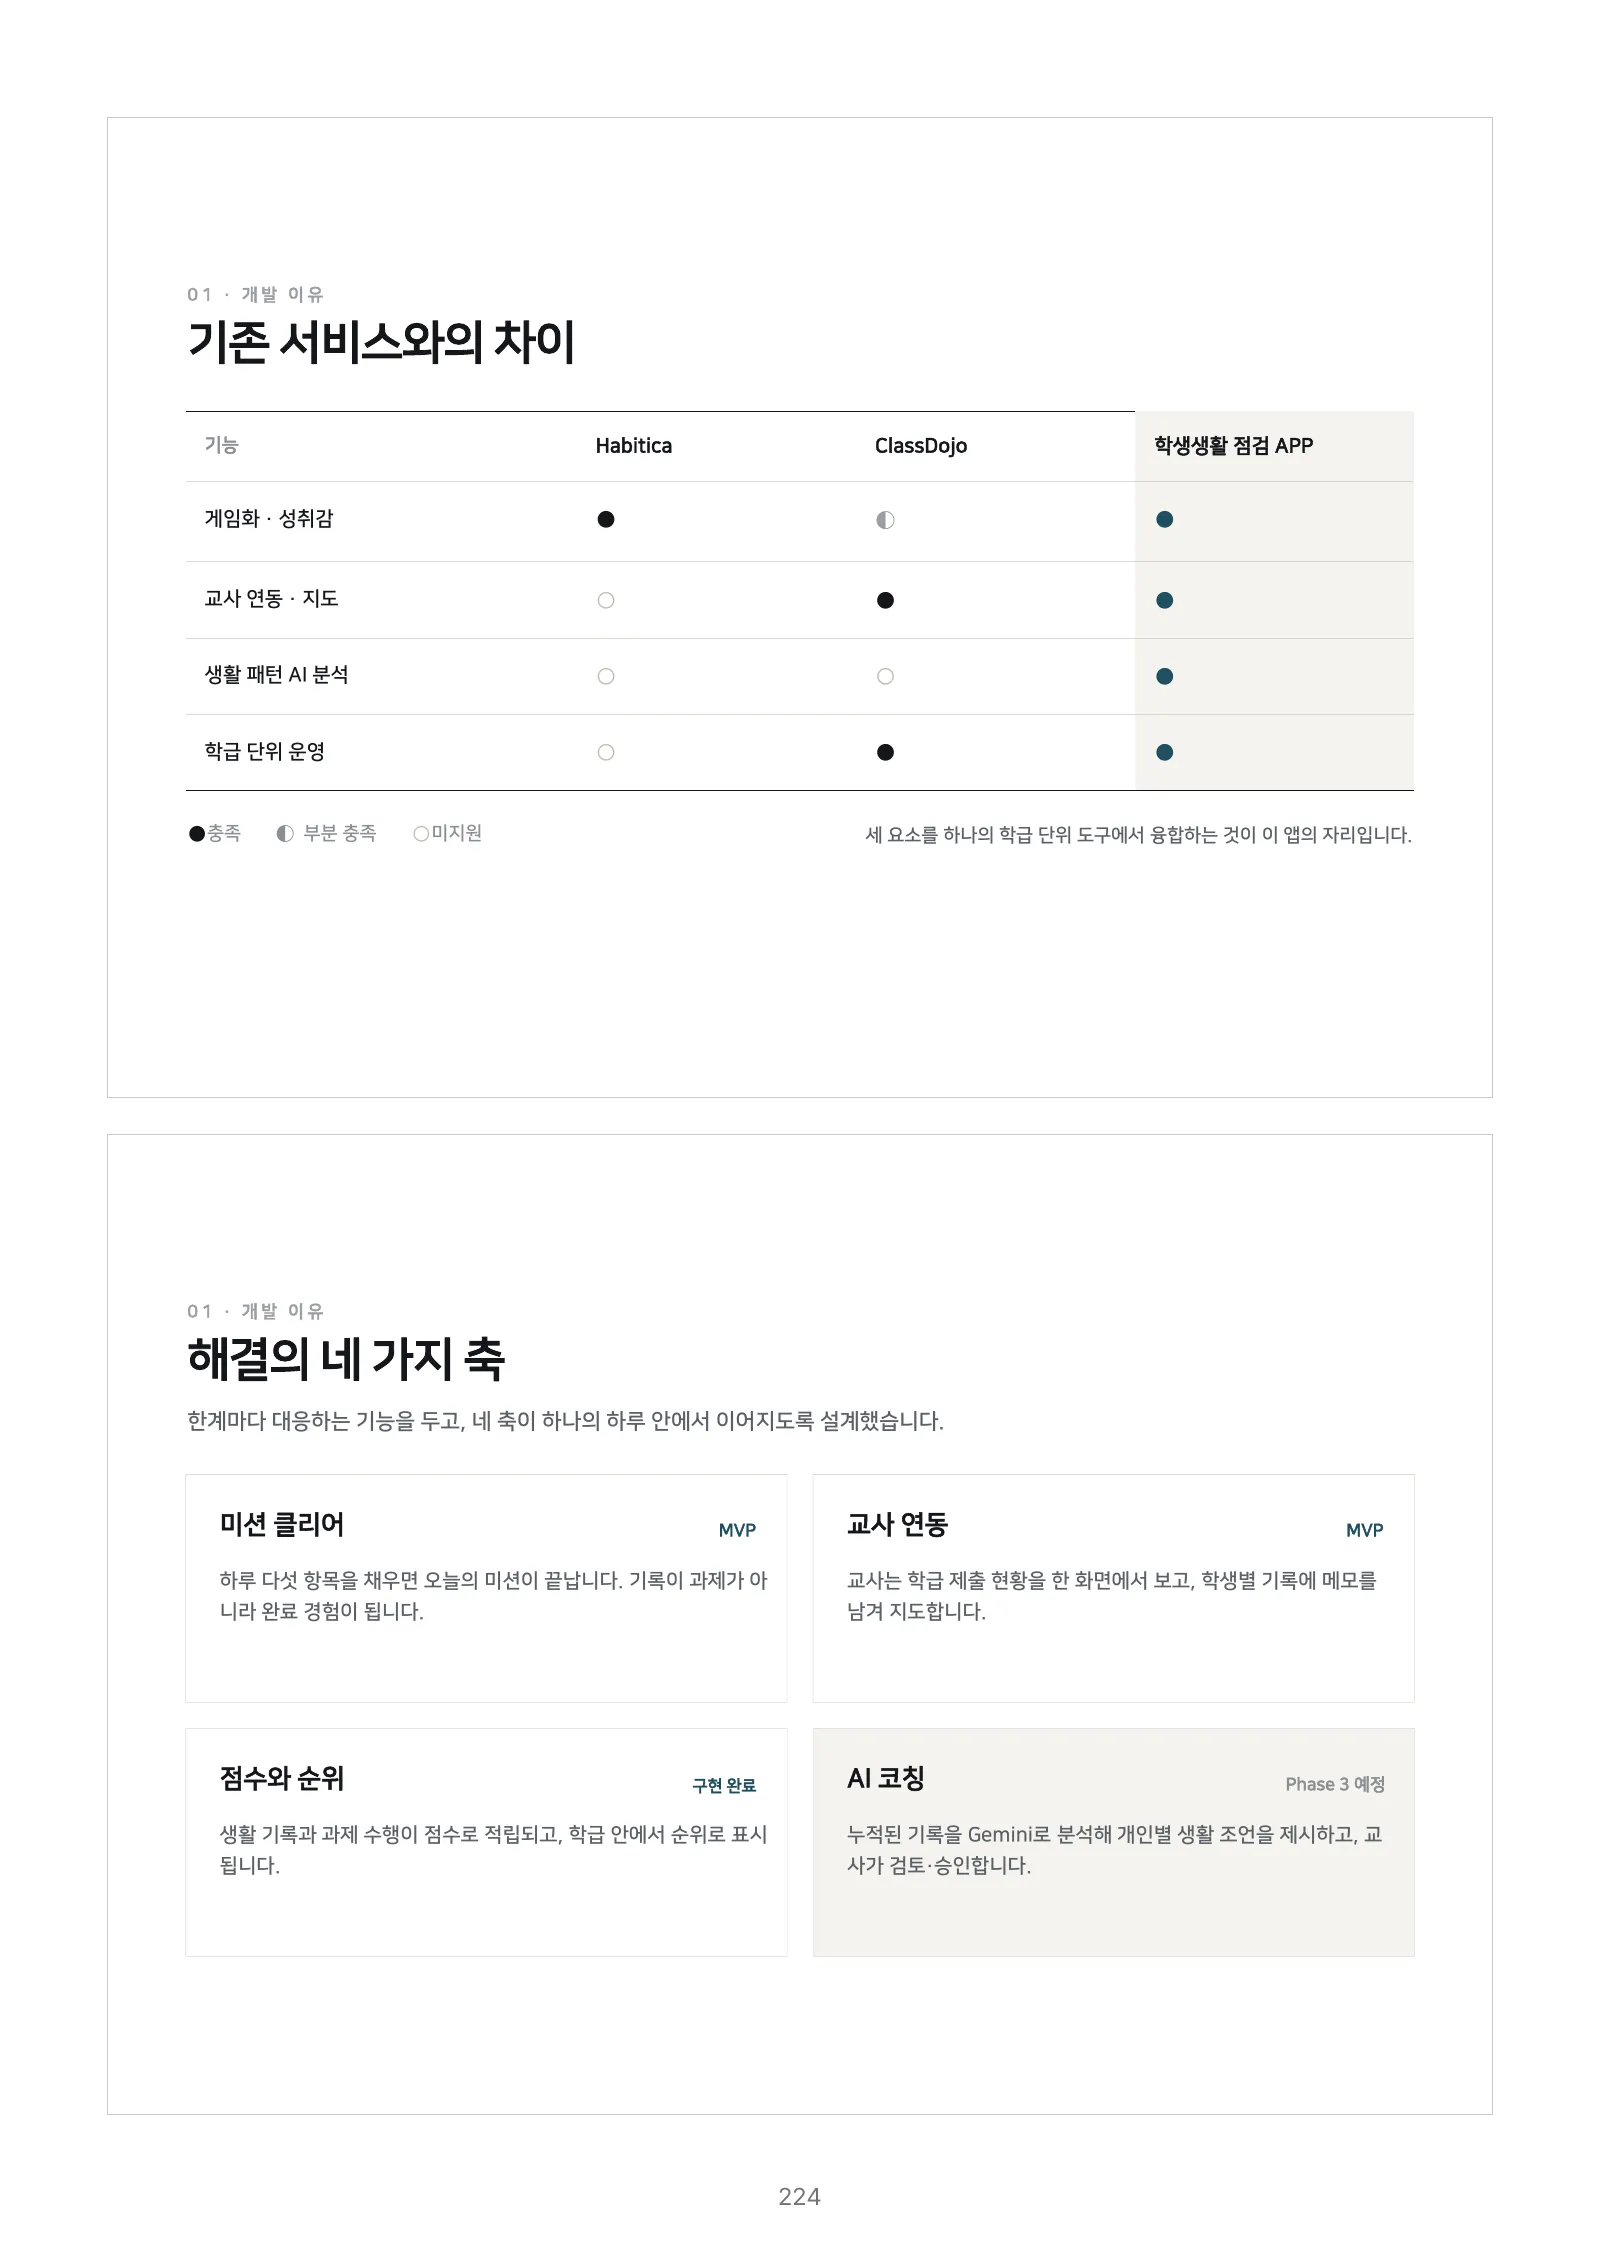 01 · 개발 이유
기존 서비스와의 차이
기능 Habitica ClassDojo 학생생활 점검 APP
게임화 · 성취감 ● ◐ ●
교사 연동 · 지도 ○ ● ●
생활 패턴 AI 분석 ○ ○ ●
학급 단위 운영 ○ ● ●
●충족 ◐ 부분 충족 ○미지원
세 요소를 하나의 학급 단위 도구에서 융합하는 것이 이 앱의 자리입니다.
01 · 개발 이유
해결의 네 가지 축
한계마다 대응하는 기능을 두고, 네 축이 하나의 하루 안에서 이어지도록 설계했습니다.
미션 클리어 MVP
하루 다섯 항목을 채우면 오늘의 미션이 끝납니다. 기록이 과제가 아
니라 완료 경험이 됩니다.
교사 연동 MVP
교사는 학급 제출 현황을 한 화면에서 보고, 학생별 기록에 메모를
남겨 지도합니다.
점수와 순위 구현 완료
생활 기록과 과제 수행이 점수로 적립되고, 학급 안에서 순위로 표시
됩니다.
AI 코칭 Phase 3 예정
누적된 기록을 Gemini로 분석해 개인별 생활 조언을 제시하고, 교
사가 검토·승인합니다.
224